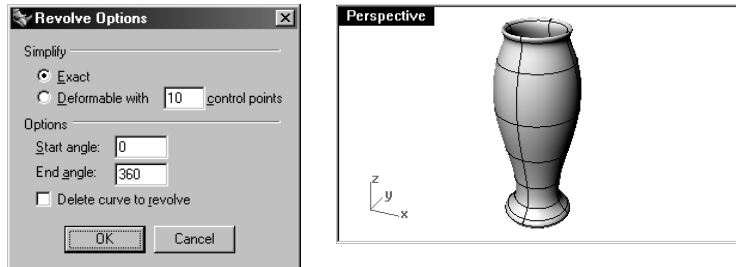 Revolve Options
Simplify
Exact
Deformable with 10 control points
Options
Start angle: 0
End angle: 360
Delete curve to revolve
OK Cancel
Perspective
z
y
x